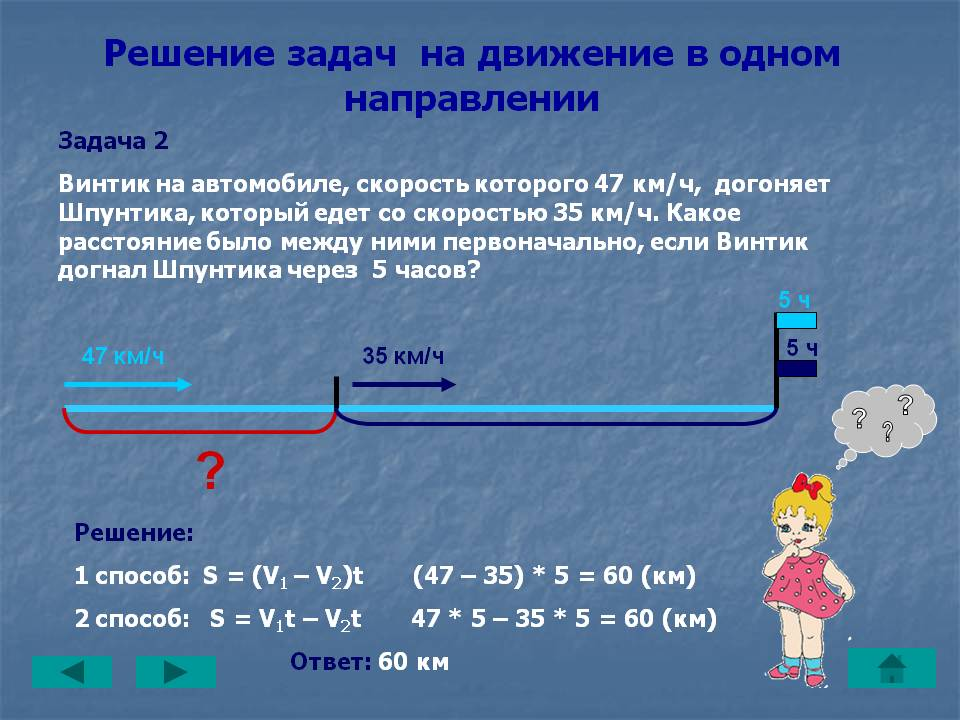 Решение задач на движение в одном
направлении
Задача 2
Винтик на автомобиле, скорость которого 47 км/ч, догоняет
Шпунтика, который едет со скоростью 35 км/ч. Какое
расстояние было между ними первоначально, если Винтик
догнал Шпунтика через 5 часов?
5 ч
5 ч
47 км/ч 35 км/ч
? ? ?
?
Решение:
1 способ: S = (V₁ – V₂)t (47 – 35) * 5 = 60 (км)
2 способ: S = V₁t – V₂t 47 * 5 – 35 * 5 = 60 (км)
Ответ: 60 км